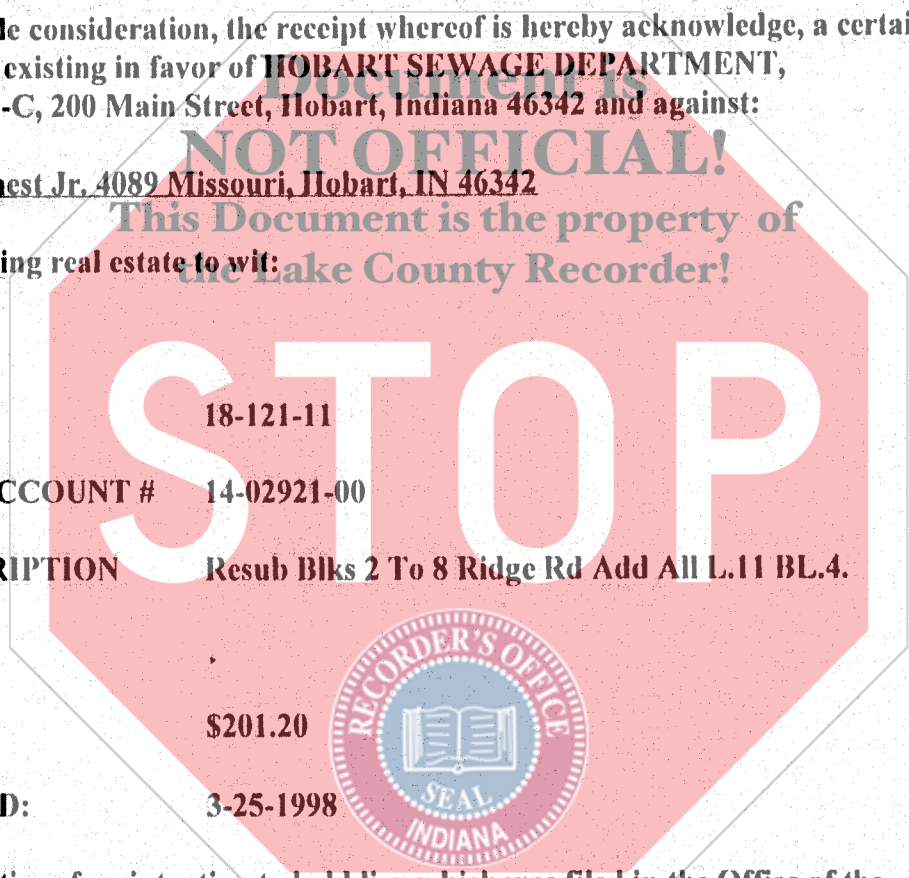 le consideration, the receipt whereof is hereby acknowledge, a certai
existing in favor of HOBART SEWAGE DEPARTMENT,
Document is
-C, 200 Main Street, Hobart, Indiana 46342 and against:
NOT OFFICIAL!
est Jr. 4089 Missouri, Hobart, IN 46342
This Document is the property of
ing real estate to wit:
the Lake County Recorder!
STOP
18-121-11
CCOUNT # 14-02921-00
RIPTION Resub Blks 2 To 8 Ridge Rd Add All L.11 BL.4.
RECORDER'S OFFICE
$201.20
SEAL
D: 3-25-1998
INDIANA